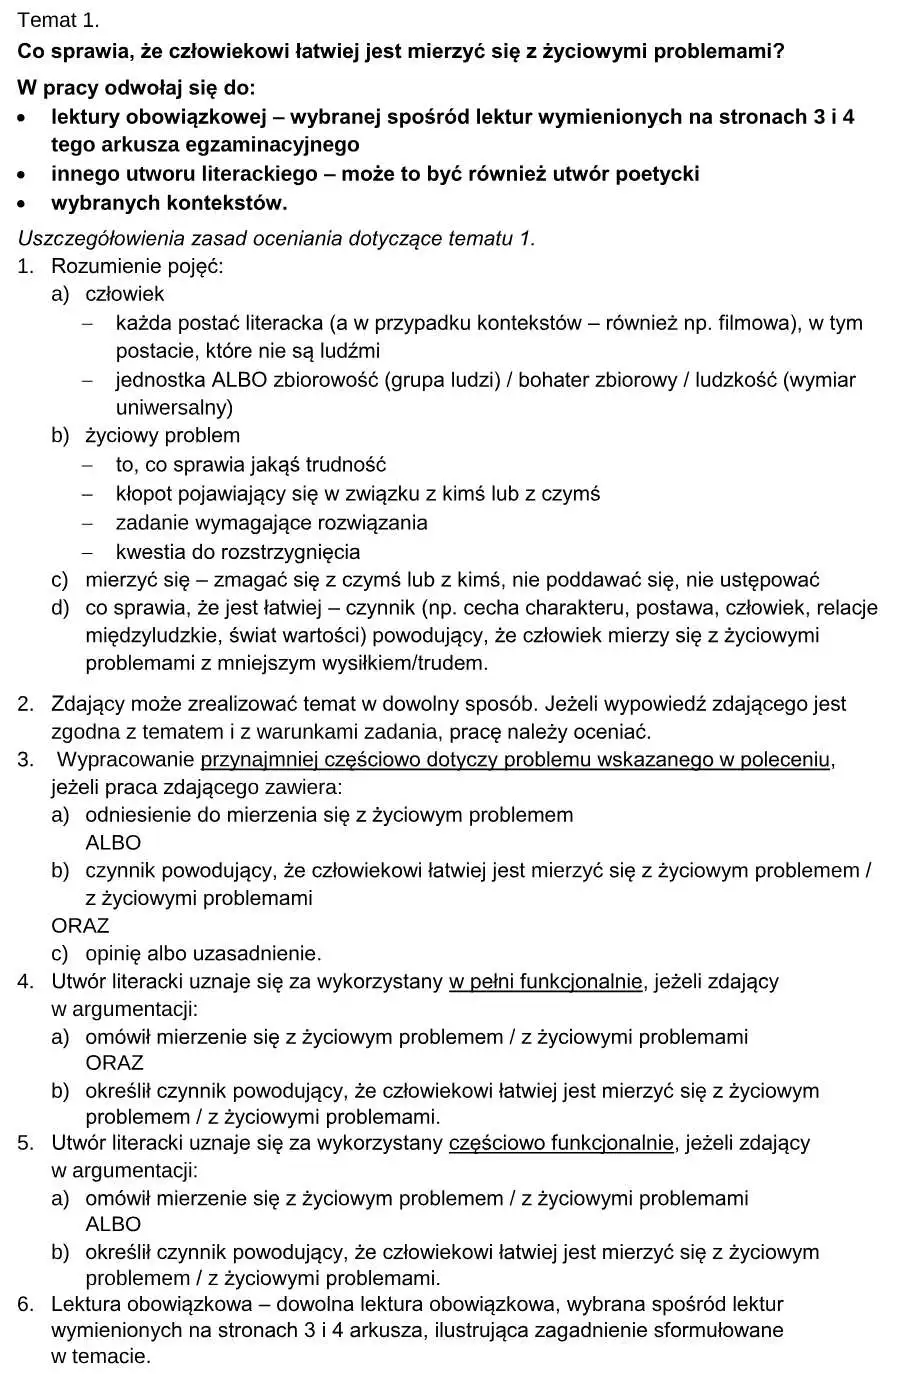 Temat 1.
Co sprawia, że człowiekowi łatwiej jest mierzyć się z życiowymi problemami?
W pracy odwołaj się do:
• lektury obowiązkowej – wybranej spośród lektur wymienionych na stronach 3 i 4
tego arkusza egzaminacyjnego
• innego utworu literackiego – może to być również utwór poetycki
• wybranych kontekstów.
Uszczegółowienia zasad oceniania dotyczące tematu 1.
1. Rozumienie pojęć:
a) człowiek
– każda postać literacka (a w przypadku kontekstów – również np. filmowa), w tym
postacie, które nie są ludźmi
– jednostka ALBO zbiorowość (grupa ludzi) / bohater zbiorowy / ludzkość (wymiar
uniwersalny)
b) życiowy problem
– to, co sprawia jakąś trudność
– kłopot pojawiający się w związku z kimś lub z czymś
– zadanie wymagające rozwiązania
– kwestia do rozstrzygnięcia
c) mierzyć się – zmagać się z czymś lub z kimś, nie poddawać się, nie ustępować
d) co sprawia, że jest łatwiej – czynnik (np. cecha charakteru, postawa, człowiek, relacje
międzyludzkie, świat wartości) powodujący, że człowiek mierzy się z życiowymi
problemami z mniejszym wysiłkiem/trudem.
2. Zdający może zrealizować temat w dowolny sposób. Jeżeli wypowiedź zdającego jest
zgodna z tematem i z warunkami zadania, pracę należy oceniać.
3. Wypracowanie przynajmniej częściowo dotyczy problemu wskazanego w poleceniu,
jeżeli praca zdającego zawiera:
a) odniesienie do mierzenia się z życiowym problemem
ALBO
b) czynnik powodujący, że człowiekowi łatwiej jest mierzyć się z życiowym problemem /
z życiowymi problemami
ORAZ
c) opinię albo uzasadnienie.
4. Utwór literacki uznaje się za wykorzystany w pełni funkcjonalnie, jeżeli zdający
w argumentacji:
a) omówił mierzenie się z życiowym problemem / z życiowymi problemami
ORAZ
b) określił czynnik powodujący, że człowiekowi łatwiej jest mierzyć się z życiowym
problemem / z życiowymi problemami.
5. Utwór literacki uznaje się za wykorzystany częściowo funkcjonalnie, jeżeli zdający
w argumentacji:
a) omówił mierzenie się z życiowym problemem / z życiowymi problemami
ALBO
b) określił czynnik powodujący, że człowiekowi łatwiej jest mierzyć się z życiowym
problemem / z życiowymi problemami.
6. Lektura obowiązkowa – dowolna lektura obowiązkowa, wybrana spośród lektur
wymienionych na stronach 3 i 4 arkusza, ilustrująca zagadnienie sformułowane
w temacie.